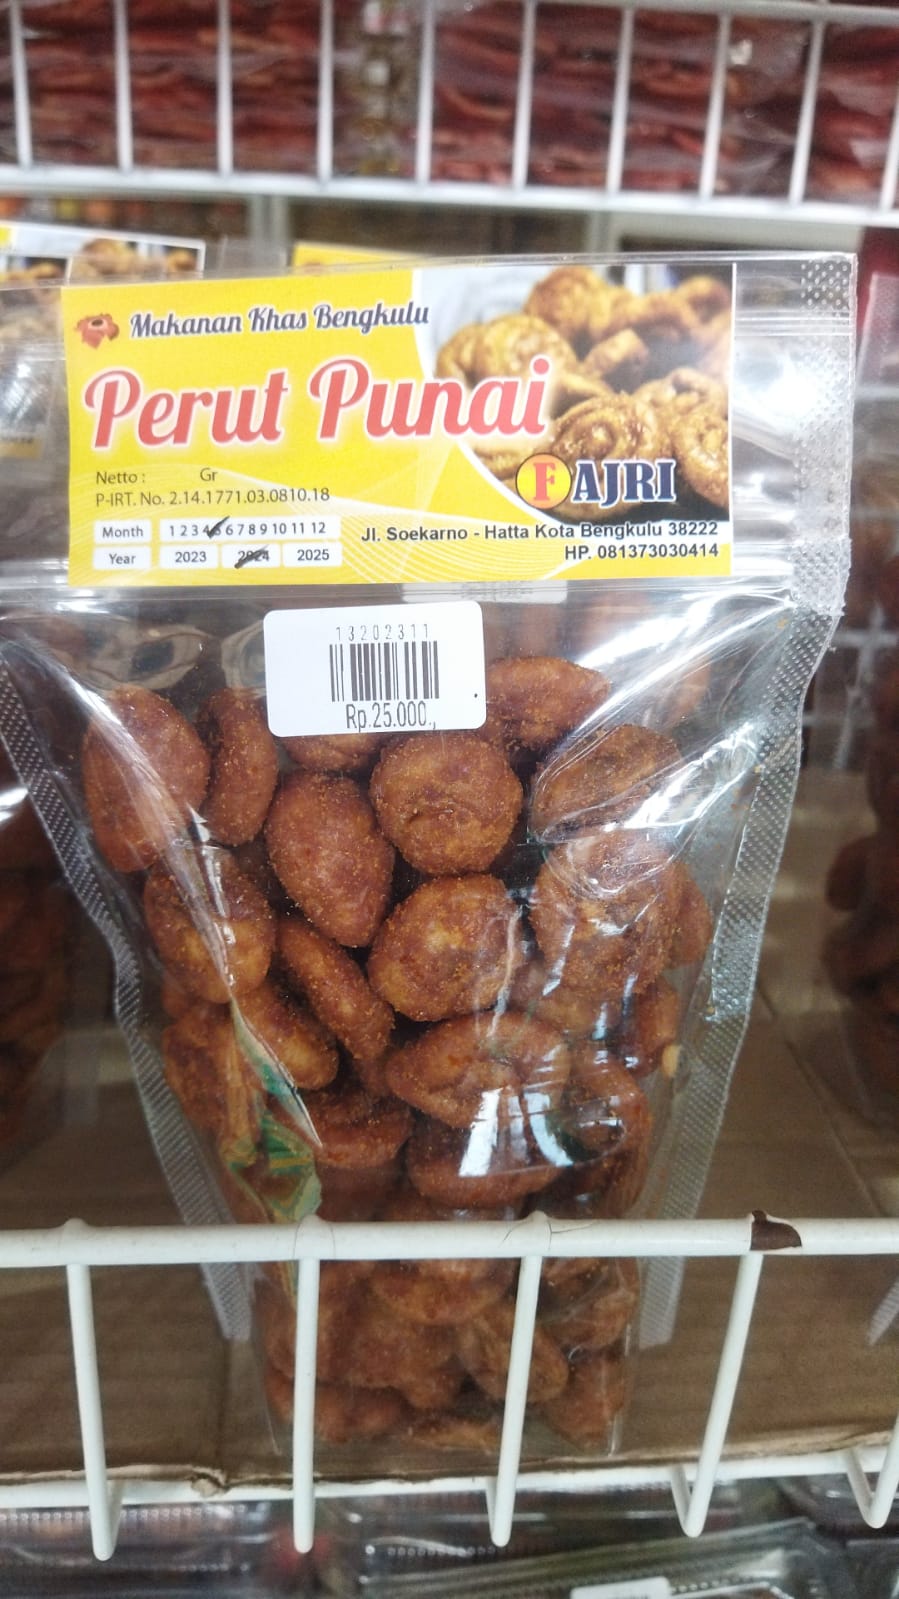 Makanan Khas Bengkulu
Perut Punai
FAJRI
Netto : Gr
P-IRT. No. 2.14.1771.03.0810.18
Month 1 2 3 4 5 6 7 8 9 10 11 12
Year 2023 2024 2025
Jl. Soekarno - Hatta Kota Bengkulu 38222
HP. 081373030414
13202311
Rp.25.000.,